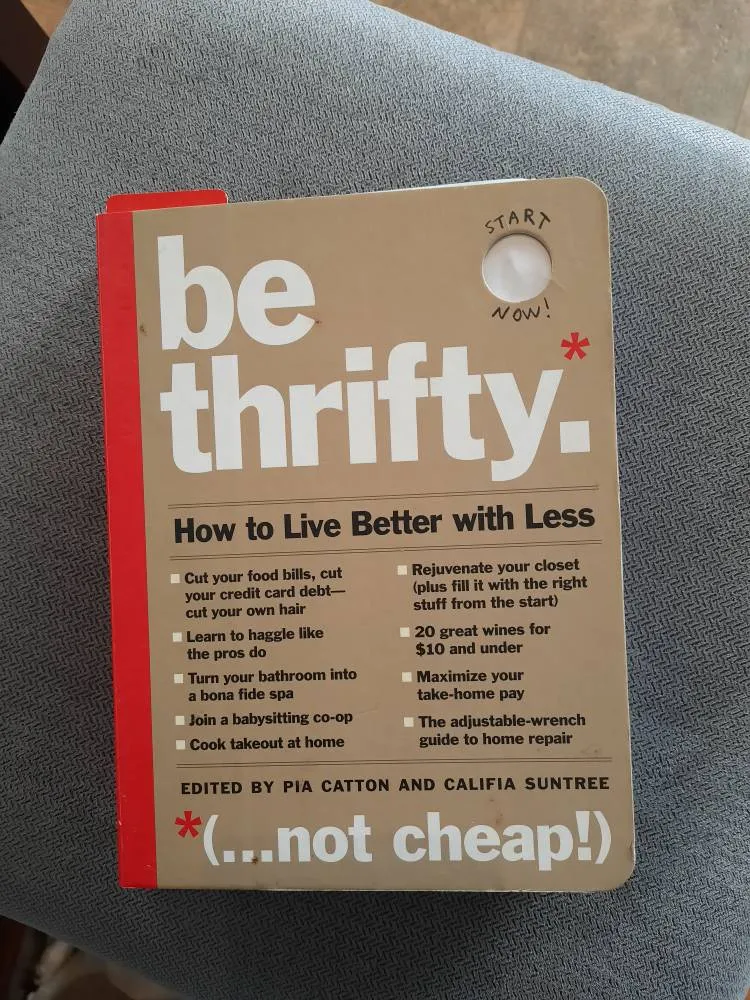 START
NOW!
be
thrifty.*
How to Live Better with Less
Cut your food bills, cut
your credit card debt—
cut your own hair
Learn to haggle like
the pros do
Turn your bathroom into
a bona fide spa
Join a babysitting co-op
Cook takeout at home
Rejuvenate your closet
(plus fill it with the right
stuff from the start)
20 great wines for
$10 and under
Maximize your
take-home pay
The adjustable-wrench
guide to home repair
EDITED BY PIA CATTON AND CALIFIA SUNTREE
*(...not cheap!)